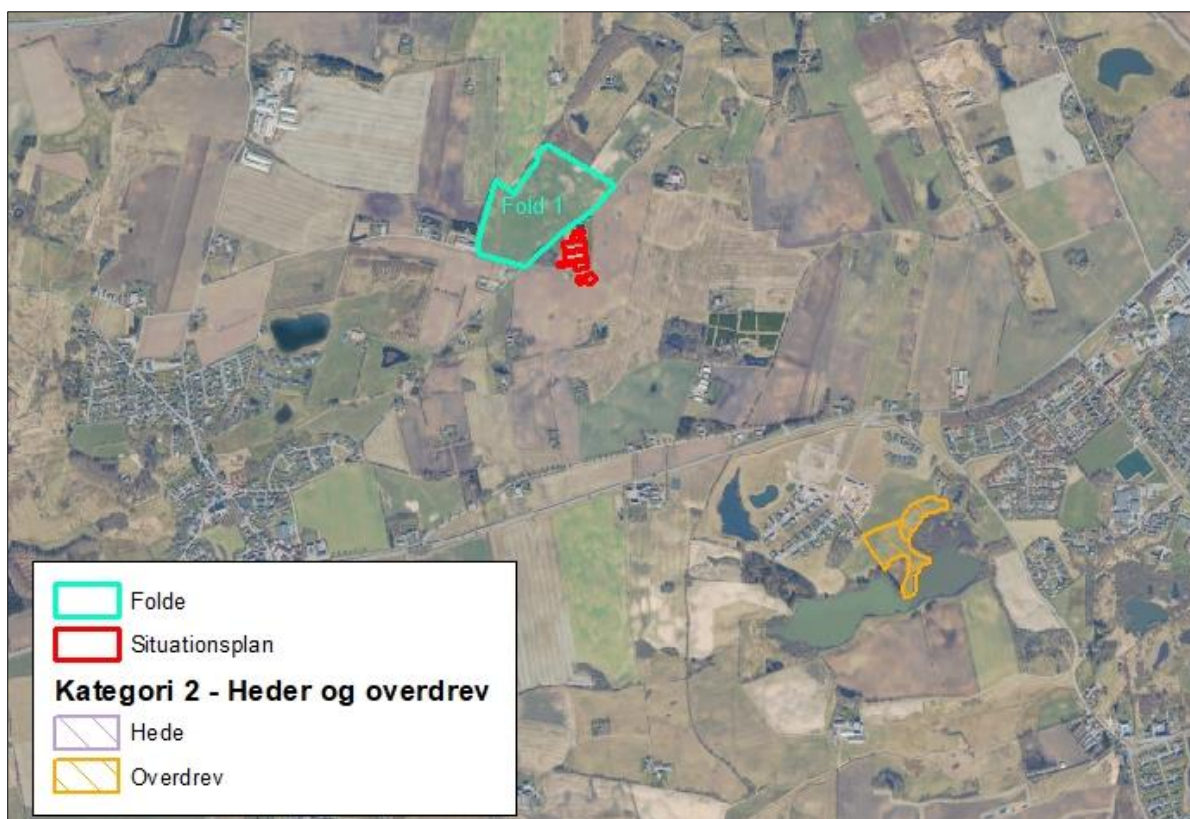 Fold 1
Folde
Situationsplan
Kategori 2 - Heder og overdrev
Hede
Overdrev